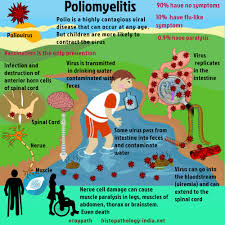 Poliomyelitis
Polio is a highly contagious viral
disease that can occur at any age.
But children are more likely to
contract the virus
90% have no symptoms
10% have flu-like
symptoms
0.9% have paralysis
Poliovirus
Vaccination is the only prevention
Infection and
destruction of
anterior horn cells
of spinal cord
Virus is transmitted
in drinking water
contaminated with
feces
Virus
replicates
in the
intestine
Spinal Cord
Nerve
Muscle
Some virus pass from
intestine into feces
and contaminate
water
Virus can go into
the bloodstream
(viremia) and can extend
to the spinal cord
Nerve cell damage can cause
muscle paralysis in legs, muscles of
abdomen, thorax or brainstem.
Even death
histopathology-india.net